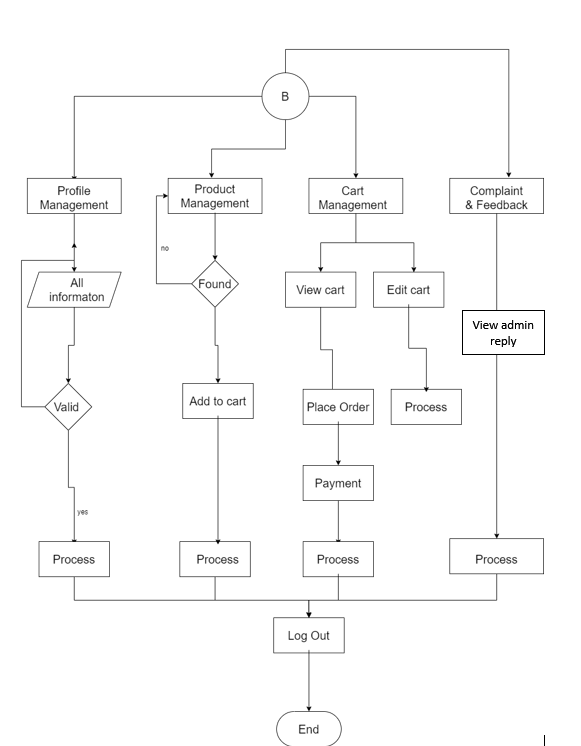 B
Profile
Management
Product
Management
Cart
Management
Complaint
& Feedback
no
All
informaton
Found
View cart
Edit cart
View admin
reply
Valid
Add to cart
Place Order
Process
Payment
yes
Process
Process
Process
Process
Log Out
End